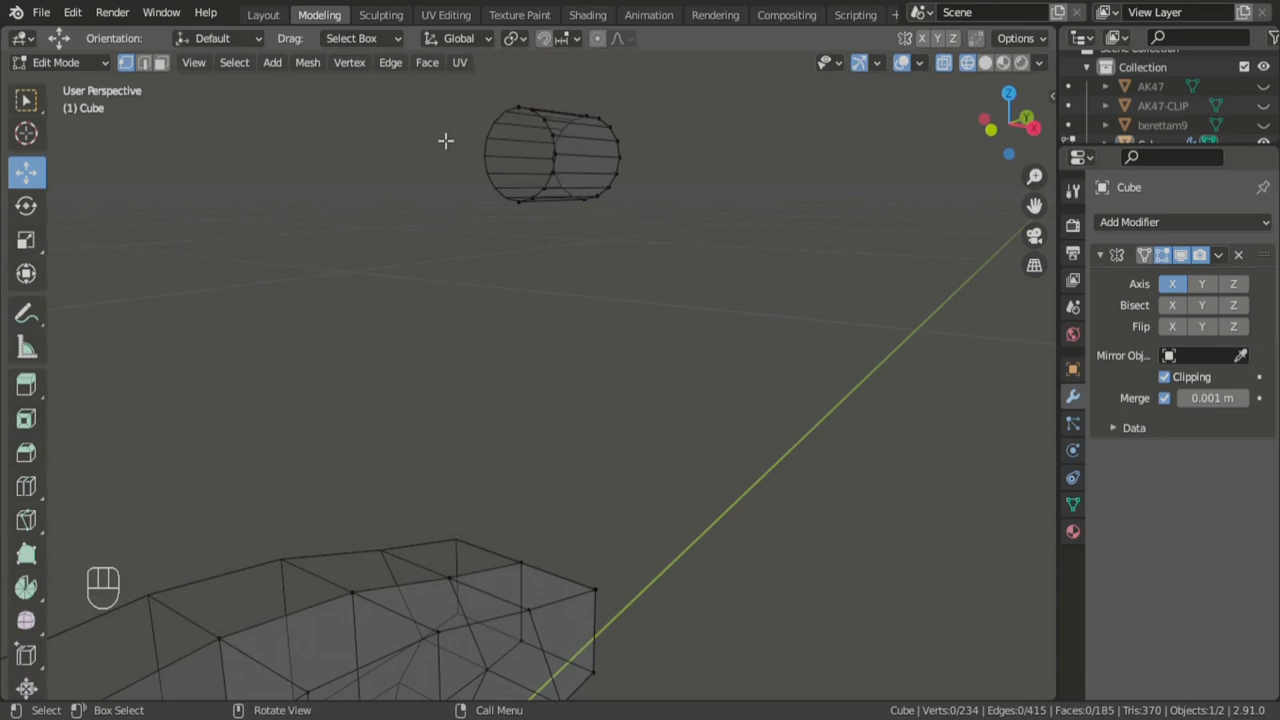 File Edit Render Window Help Layout Modeling Sculpting UV Editing Texture Paint Shading Animation Rendering Compositing Scripting + Scene View Layer
Orientation: Default Drag: Select Box Global X Y Z Options
Edit Mode View Select Add Mesh Vertex Edge Face UV
User Perspective
(1) Cube
Z
Y
X
Collection
AK47
AK47-CLIP
berettam9
Cube
Add Modifier
Axis X Y Z
Bisect X Y Z
Flip X Y Z
Mirror Obj...
Clipping
Merge 0.001 m
Data
Select Box Select Rotate View Call Menu Cube | Verts:0/234 | Edges:0/415 | Faces:0/185 | Tris:370 | Objects:1/2 | 2.91.0